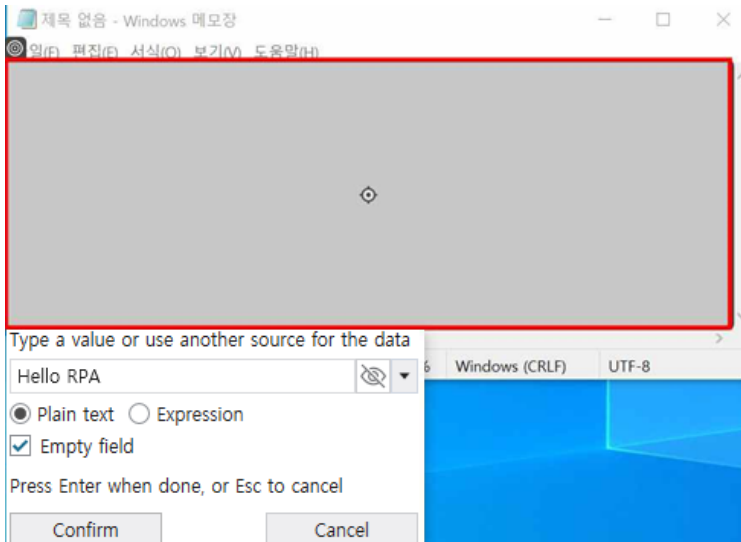 제목 없음 - Windows 메모장
일(F) 편집(E) 서식(O) 보기(V) 도움말(H)
Type a value or use another source for the data
% Windows (CRLF) UTF-8
Hello RPA
Plain text Expression
Empty field
Press Enter when done, or Esc to cancel
Confirm Cancel